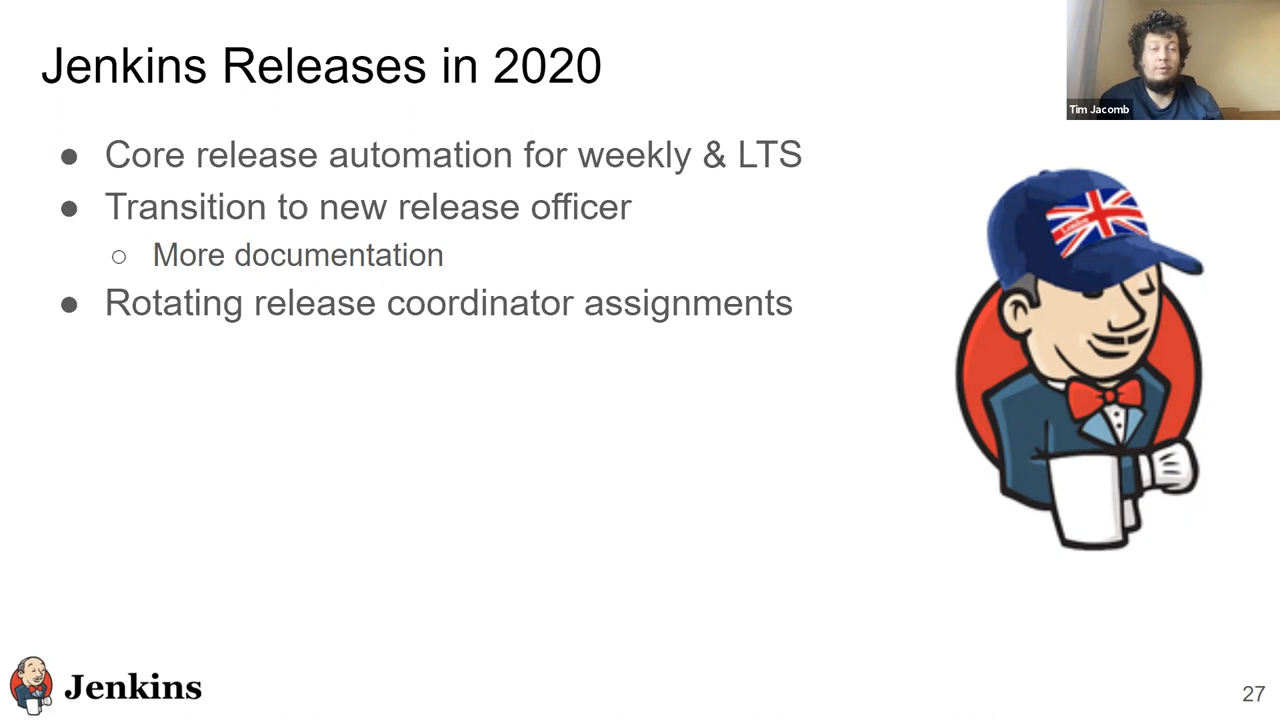 Jenkins Releases in 2020
Tim Jacomb
● Core release automation for weekly & LTS
● Transition to new release officer
○ More documentation
● Rotating release coordinator assignments
London
Jenkins
27